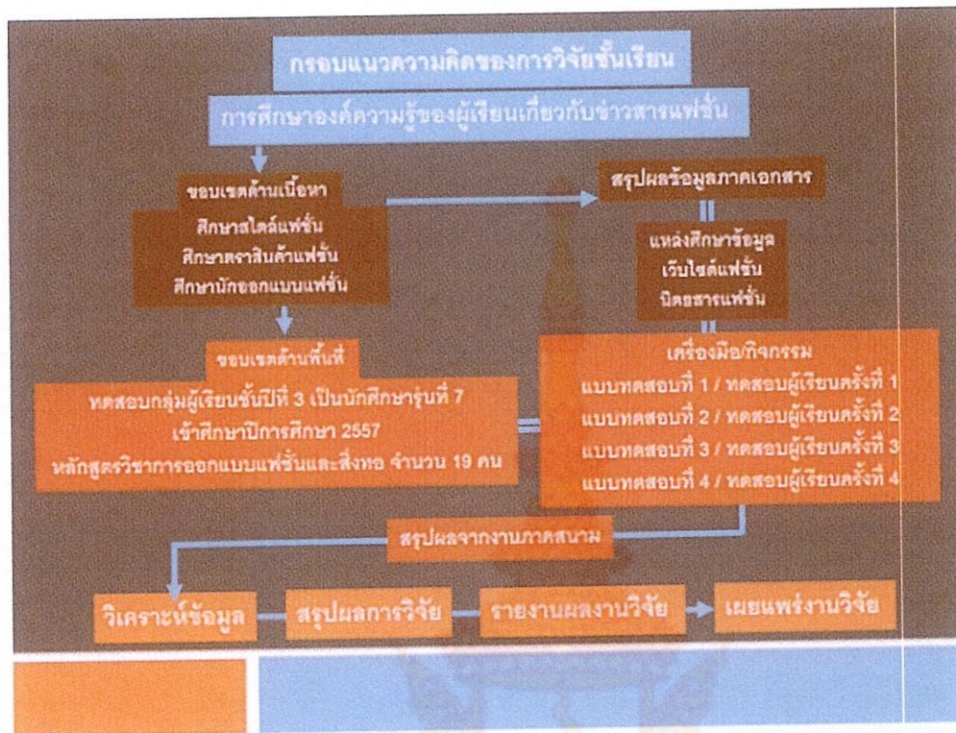 กรอบแนวความคิดของการวิจัยชั้นเรียน
การศึกษาองค์ความรู้ของผู้เรียนเกี่ยวกับข่าวสารแฟชั่น
ขอบเขตด้านเนื้อหา
ศึกษาสไตล์แฟชั่น
ศึกษาตราสินค้าแฟชั่น
ศึกษานักออกแบบแฟชั่น
สรุปผลข้อมูลภาคเอกสาร
แหล่งศึกษาข้อมูล
เว็บไซต์แฟชั่น
นิตยสารแฟชั่น
ขอบเขตด้านพื้นที่
ทดสอบกลุ่มผู้เรียนชั้นปีที่ 3 เป็นนักศึกษารุ่นที่ 7
เข้าศึกษาปีการศึกษา 2557
หลักสูตรวิชาการออกแบบแฟชั่นและสิ่งทอ จำนวน 19 คน
เครื่องมือ/กิจกรรม
แบบทดสอบที่ 1 / ทดสอบผู้เรียนครั้งที่ 1
แบบทดสอบที่ 2 / ทดสอบผู้เรียนครั้งที่ 2
แบบทดสอบที่ 3 / ทดสอบผู้เรียนครั้งที่ 3
แบบทดสอบที่ 4 / ทดสอบผู้เรียนครั้งที่ 4
สรุปผลจากงานภาคสนาม
วิเคราะห์ข้อมูล
สรุปผลการวิจัย
รายงานผลงานวิจัย
เผยแพร่งานวิจัย